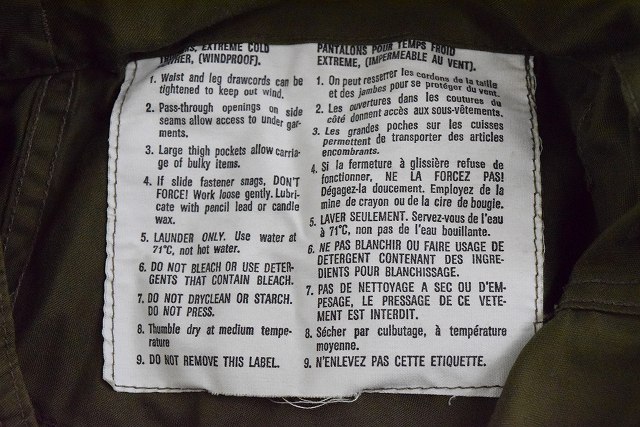 EXTREME COLD
(WINDPROOF).
1. Waist and leg drawcords can be
tightened to keep out wind.
2. Pass-through openings on side
seams allow access to under gar-
ments.
3. Large thigh pockets allow carria-
ge of bulky items.
4. If slide fastener snags, DON'T
FORCE! Work loose gently. Lubri-
cate with pencil lead or candle
wax.
5. LAUNDER ONLY. Use water at
71°C, not hot water.
6. DO NOT BLEACH OR USE DETER-
GENTS THAT CONTAIN BLEACH.
7. DO NOT DRYCLEAN OR STARCH.
DO NOT PRESS.
8. Thumble dry at medium tempe-
rature
9. DO NOT REMOVE THIS LABEL.
PANTALONS POUR TEMPS FROID
EXTREME, (IMPERMEABLE AU VENT).
1. On peut resserrer les cordons de la taille
et des jambes pour se protéger du vent.
2. Les ouvertures dans les coutures du
côté donnent accès aux sous-vêtements.
3. Les grandes poches sur les cuisses
permettent de transporter des articles
encombrants.
4. Si la fermeture à glissière refuse de
fonctionner, NE LA FORCEZ PAS!
Dégagez-la doucement. Employez de la
mine de crayon ou de la cire de bougie.
5. LAVER SEULEMENT. Servez-vous de l'eau
à 71°C, non pas de l'eau bouillante.
6. NE PAS BLANCHIR OU FAIRE USAGE DE
DETERGENT CONTENANT DES INGRE-
DIENTS POUR BLANCHISSAGE.
7. PAS DE NETTOYAGE A SEC OU D'EM-
PESAGE, LE PRESSAGE DE CE VETE-
MENT EST INTERDIT.
8. Sécher par culbutage, à température
moyenne.
9. N'ENLEVEZ PAS CETTE ETIQUETTE.